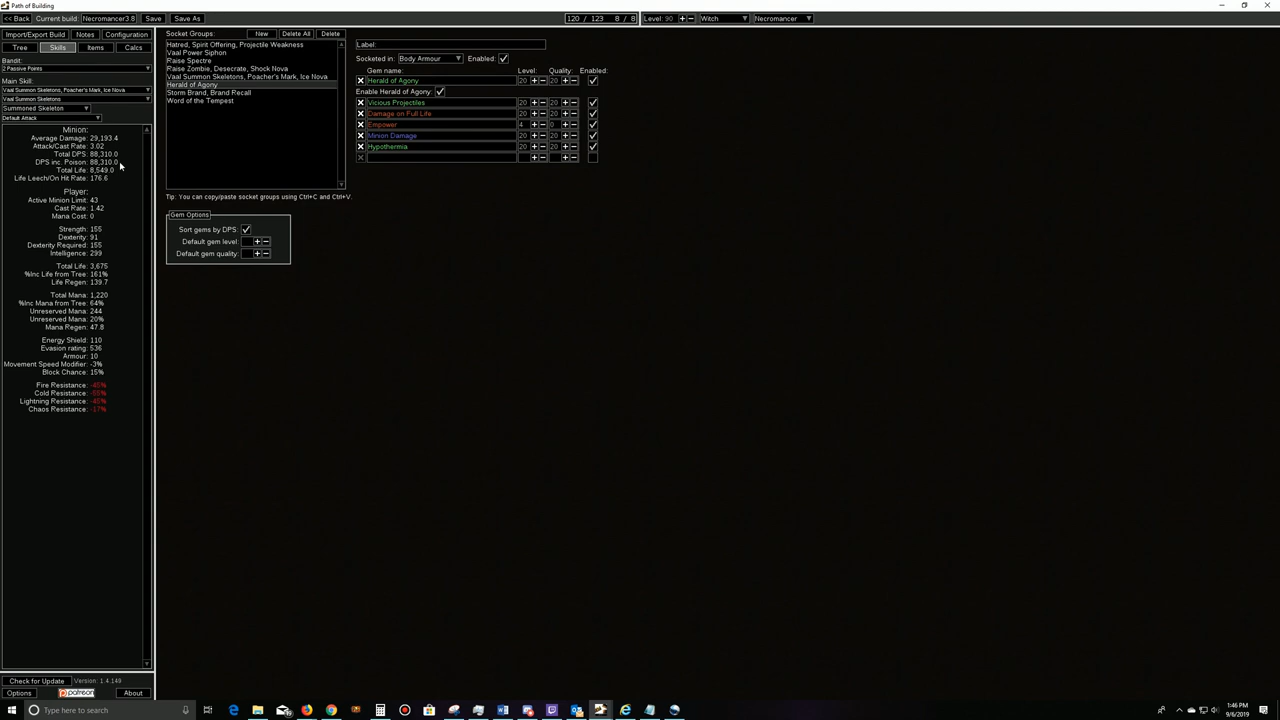 Path of Building
<< Back Current build: Necromancer3.8 Save Save As 120 / 123 8 / 8 Level: 90 Witch Necromancer
Import/Export Build Notes Configuration
Tree Skills Items Calcs
Bandit:
2 Passive Points
Main Skill:
Vaal Summon Skeletons, Poacher's Mark, Ice Nova
Vaal Summon Skeletons
Summoned Skeleton
Default Attack
Minion:
Average Damage: 29,193.4
Attack/Cast Rate: 3.02
Total DPS: 88,310.0
DPS inc. Poison: 88,310.0
Total Life: 8,549.0
Life Leech/On Hit Rate: 176.6
Player:
Active Minion Limit: 43
Cast Rate: 1.42
Mana Cost: 0
Strength: 155
Dexterity: 91
Dexterity Required: 155
Intelligence: 299
Total Life: 3,675
%Inc Life from Tree: 161%
Life Regen: 139.7
Total Mana: 1,220
%Inc Mana from Tree: 64%
Unreserved Mana: 244
Unreserved Mana: 20%
Mana Regen: 47.8
Energy Shield: 110
Evasion rating: 536
Armour: 10
Movement Speed Modifier: -3%
Block Chance: 15%
Fire Resistance: -45%
Cold Resistance: -55%
Lightning Resistance: -45%
Chaos Resistance: -17%
Check for Update Version: 1.4.149
Options patreon About
Socket Groups: New Delete All Delete
Hatred, Spirit Offering, Projectile Weakness
Vaal Power Siphon
Raise Spectre
Raise Zombie, Desecrate, Shock Nova
Vaal Summon Skeletons, Poacher's Mark, Ice Nova
Herald of Agony
Storm Brand, Brand Recall
Word of the Tempest
Tip: You can copy/paste socket groups using Ctrl+C and Ctrl+V.
Gem Options
Sort gems by DPS:
Default gem level:
Default gem quality:
Label:
Socketed in: Body Armour Enabled:
Gem name: Level: Quality: Enabled:
Herald of Agony 20 20
Enable Herald of Agony:
Vicious Projectiles 20 20
Damage on Full Life 20 20
Empower 4 0
Minion Damage 20 20
Hypothermia 20 20
Type here to search
1:46 PM
9/6/2019